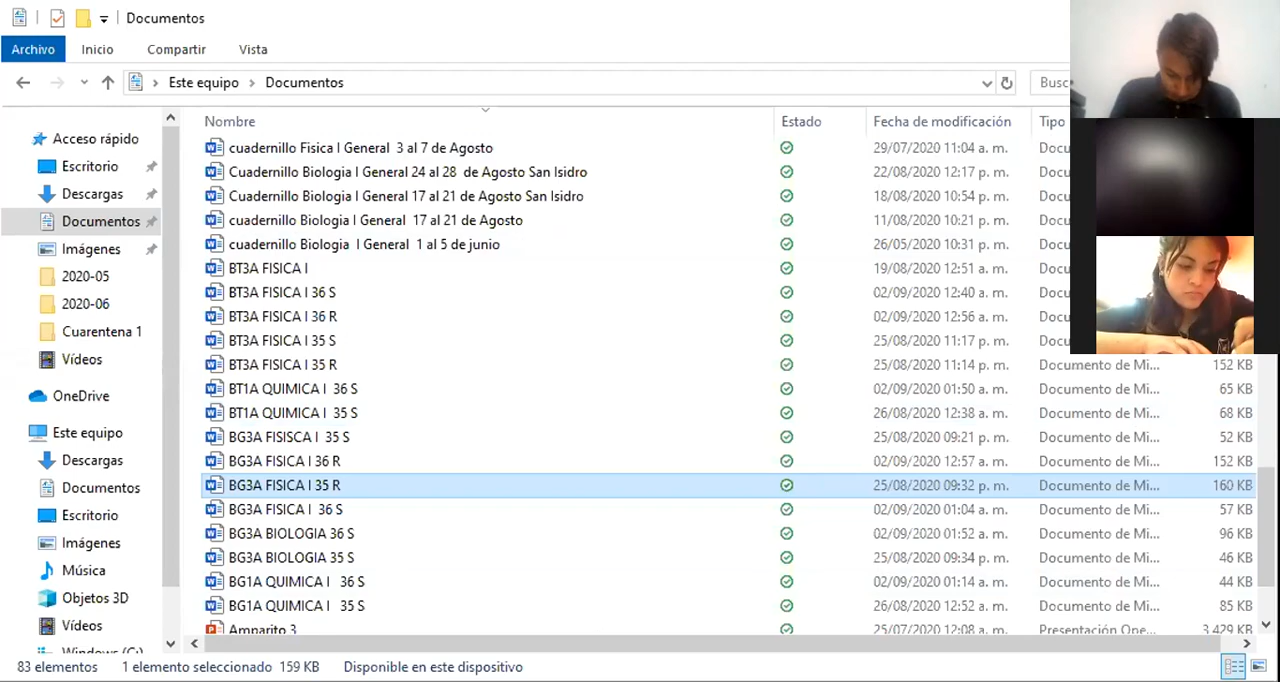 Documentos
Archivo Inicio Compartir Vista
Este equipo Documentos Busc
Nombre Estado Fecha de modificación Tipo
Acceso rápido
Escritorio
Descargas
Documentos
Imágenes
2020-05
2020-06
Cuarentena 1
Vídeos
OneDrive
Este equipo
Descargas
Documentos
Escritorio
Imágenes
Música
Objetos 3D
Vídeos
Windows (C:)
cuadernillo Fisica I General 3 al 7 de Agosto 29/07/2020 11:04 a. m. Docu
Cuadernillo Biologia I General 24 al 28 de Agosto San Isidro 22/08/2020 12:17 p. m. Docu
Cuadernillo Biologia I General 17 al 21 de Agosto San Isidro 18/08/2020 10:54 p. m. Docu
cuadernillo Biologia I General 17 al 21 de Agosto 11/08/2020 10:21 p. m. Docu
cuadernillo Biologia I General 1 al 5 de junio 26/05/2020 10:31 p. m. Docu
BT3A FISICA I 19/08/2020 12:51 a. m. Docu
BT3A FISICA I 36 S 02/09/2020 12:40 a. m. Docu
BT3A FISICA I 36 R 02/09/2020 12:56 a. m. Docu
BT3A FISICA I 35 S 25/08/2020 11:17 p. m. Docu
BT3A FISICA I 35 R 25/08/2020 11:14 p. m. Documento de Mi... 152 KB
BT1A QUIMICA I 36 S 02/09/2020 01:50 a. m. Documento de Mi... 65 KB
BT1A QUIMICA I 35 S 26/08/2020 12:38 a. m. Documento de Mi... 68 KB
BG3A FISISCA I 35 S 25/08/2020 09:21 p. m. Documento de Mi... 52 KB
BG3A FISICA I 36 R 02/09/2020 12:57 a. m. Documento de Mi... 152 KB
BG3A FISICA I 35 R 25/08/2020 09:32 p. m. Documento de Mi... 160 KB
BG3A FISICA I 36 S 02/09/2020 01:04 a. m. Documento de Mi... 57 KB
BG3A BIOLOGIA 36 S 02/09/2020 01:52 a. m. Documento de Mi... 96 KB
BG3A BIOLOGIA 35 S 25/08/2020 09:34 p. m. Documento de Mi... 46 KB
BG1A QUIMICA I 36 S 02/09/2020 01:14 a. m. Documento de Mi... 44 KB
BG1A QUIMICA I 35 S 26/08/2020 12:52 a. m. Documento de Mi... 85 KB
Amparito 3 25/07/2020 12:08 a. m. Presentación One... 3 429 KB
83 elementos 1 elemento seleccionado 159 KB Disponible en este dispositivo